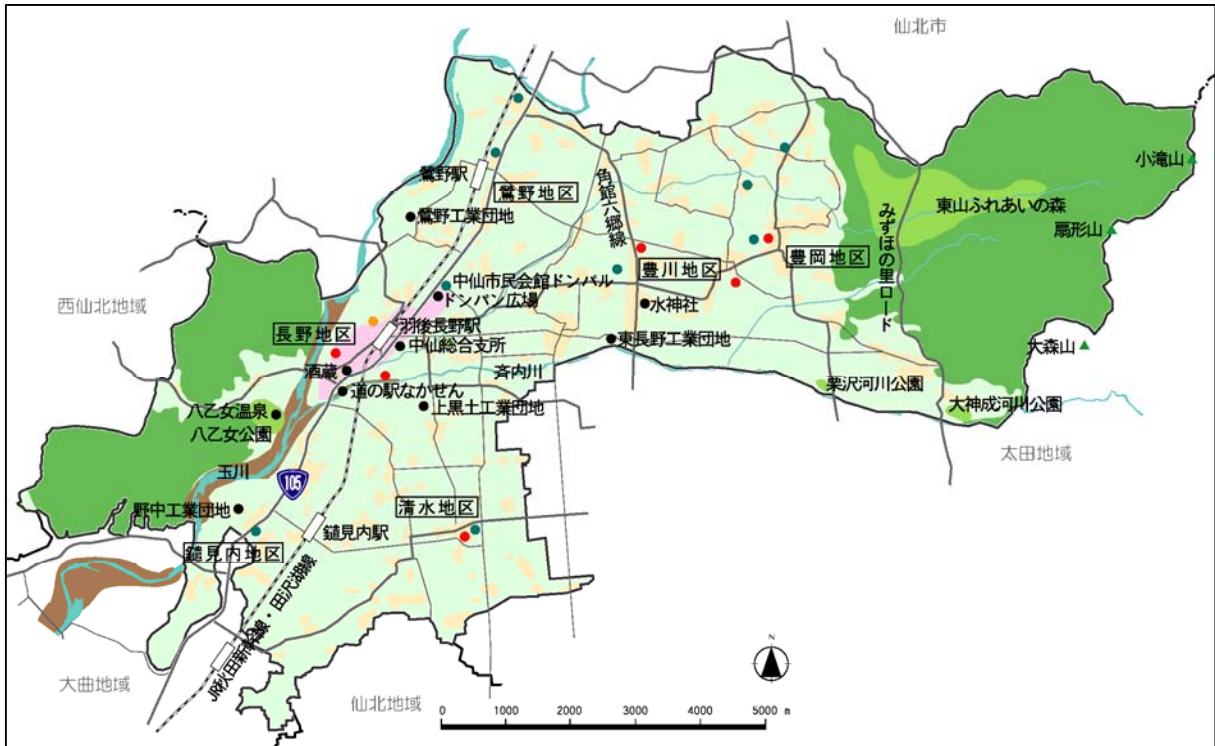 仙北市
小滝山
鶯野駅
鶯野地区
東山ふれあいの森
鶯野工業団地
角館六郷線
みずほの里ロード
扇形山
豊川地区
豊岡地区
中仙市民会館ドンパル
ドンパン広場
水神社
西仙北地域
長野地区
羽後長野駅
中仙総合支所
東長野工業団地
大森山
酒蔵
斉内川
道の駅なかせん
栗沢河川公園
上黒土工業団地
大神成河川公園
八乙女温泉
八乙女公園
太田地域
玉川
105
野中工業団地
清水地区
鑓見内駅
鑓見内地区
JR秋田新幹線・田沢湖線
大曲地域
仙北地域
N
0 1000 2000 3000 4000 5000 m